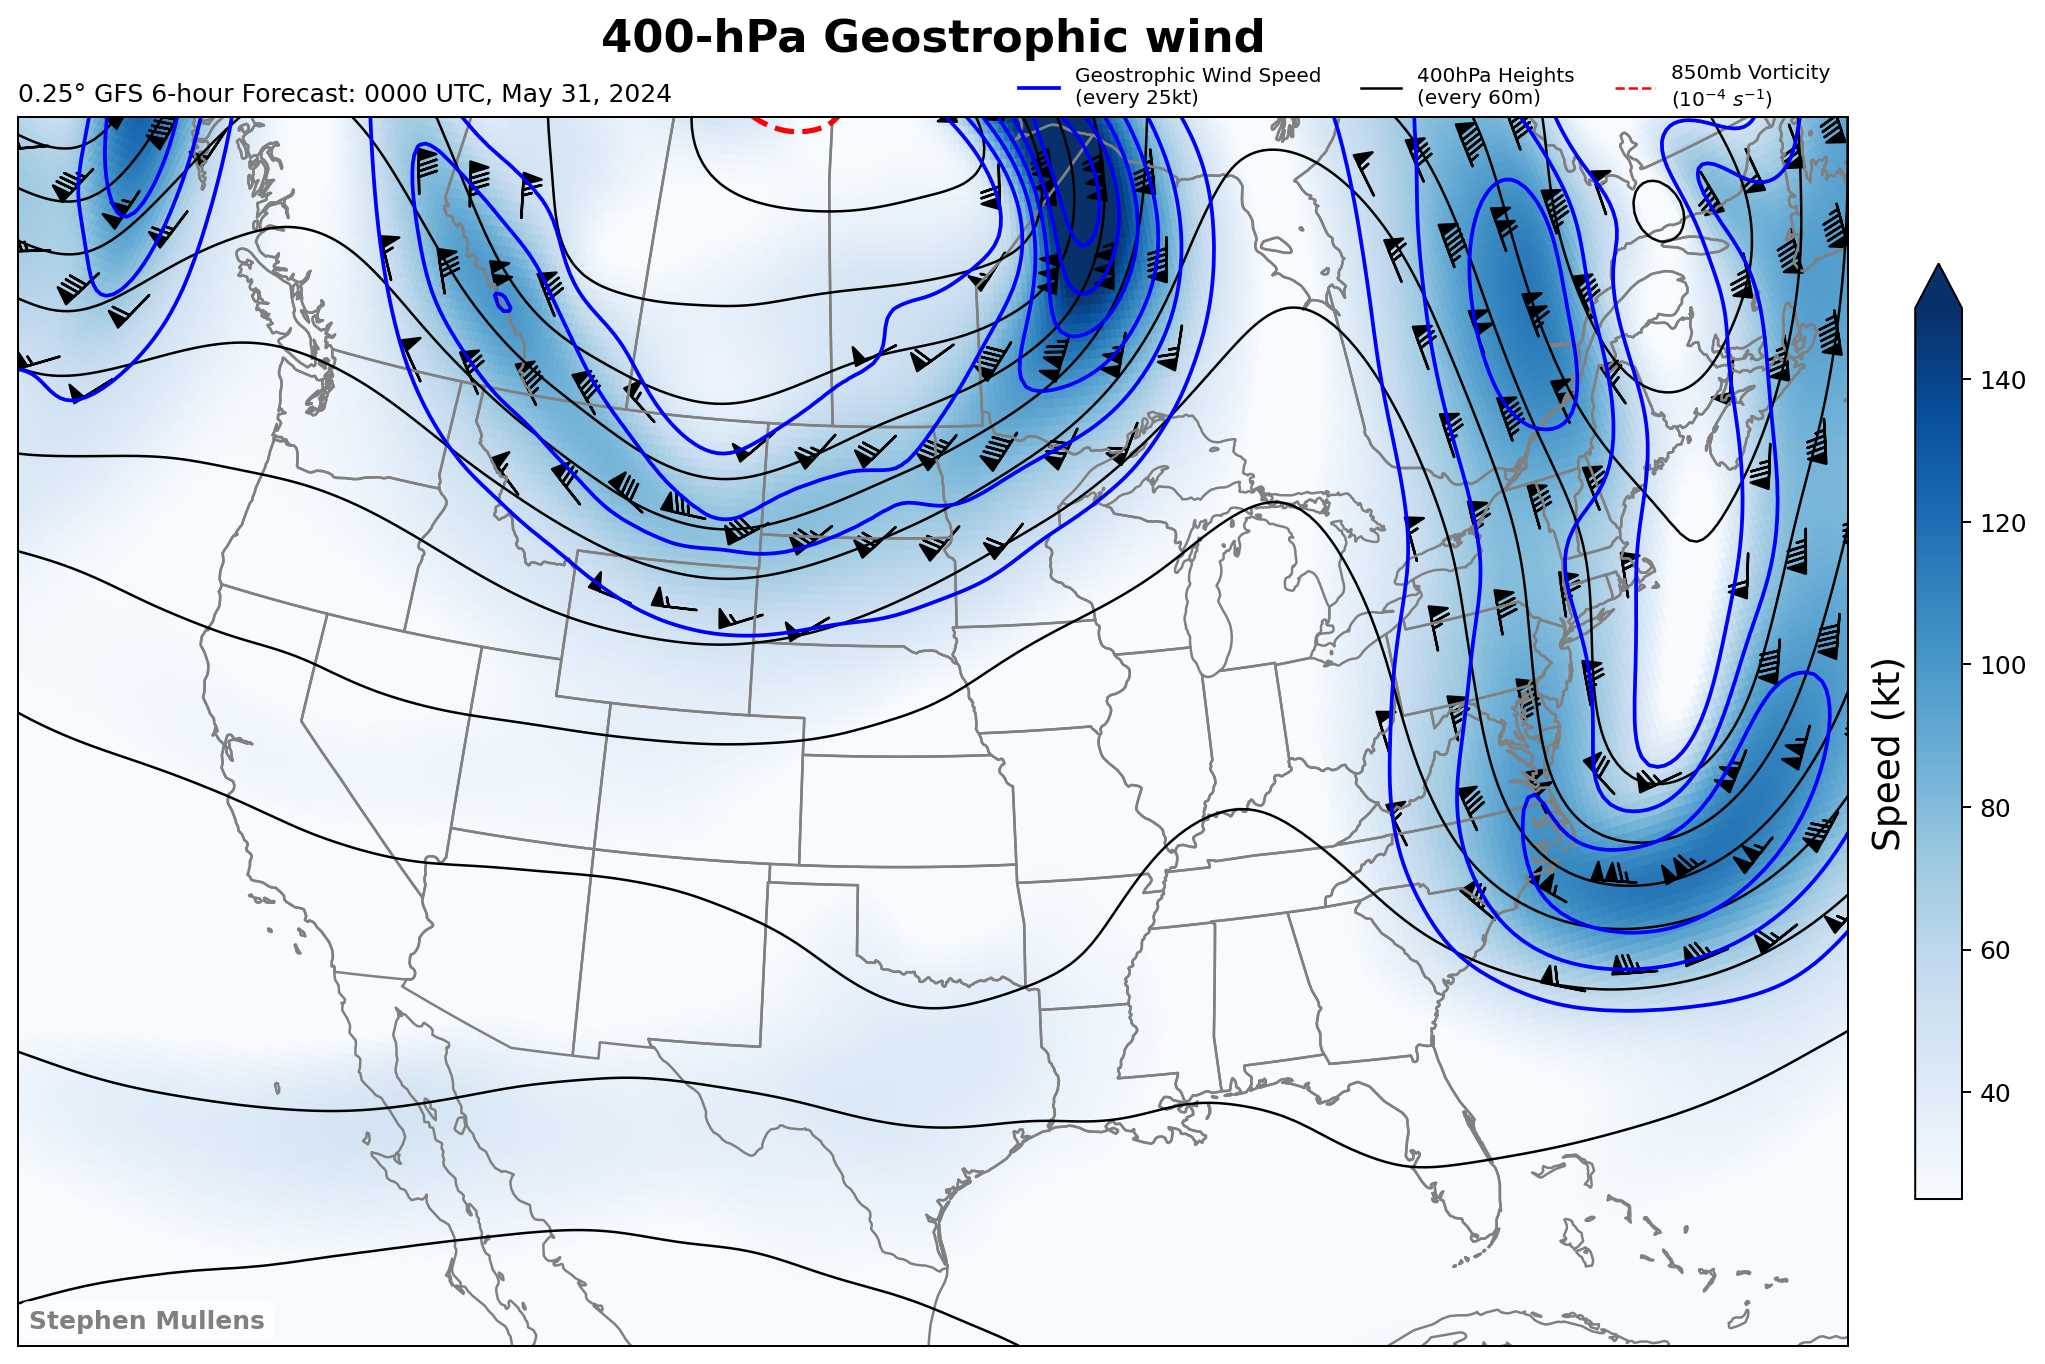 400-hPa Geostrophic wind
0.25° GFS 6-hour Forecast: 0000 UTC, May 31, 2024
Geostrophic Wind Speed
(every 25kt)
400hPa Heights
(every 60m)
850mb Vorticity
(10⁻⁴ s⁻¹)
140
120
100
80
60
40
Speed (kt)
Stephen Mullens